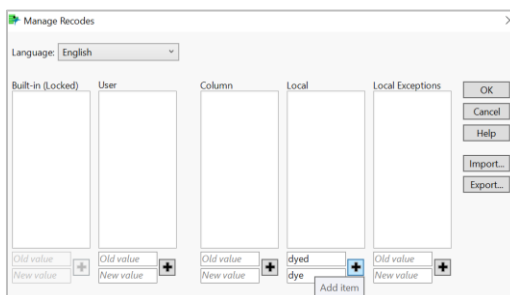 Manage Recodes
Language: English
Built-in (Locked) User Column Local Local Exceptions
OK
Cancel
Help
Import...
Export...
Old value Old value Old value dyed Old value
New value New value New value dye New value
Add item